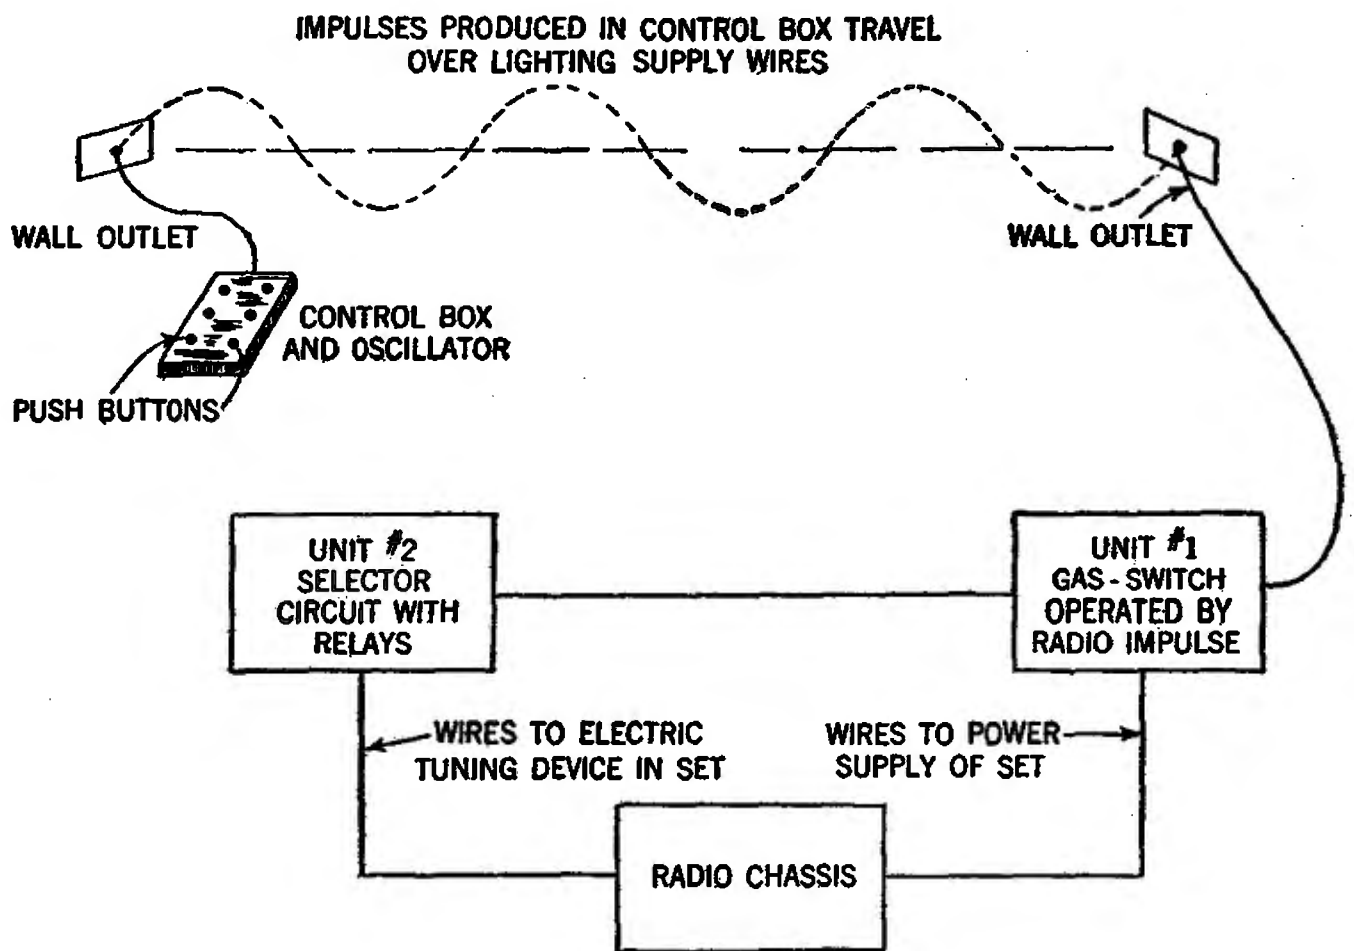 IMPULSES PRODUCED IN CONTROL BOX TRAVEL
OVER LIGHTING SUPPLY WIRES
WALL OUTLET
WALL OUTLET
CONTROL BOX
AND OSCILLATOR
PUSH BUTTONS
UNIT #2
SELECTOR
CIRCUIT WITH
RELAYS
UNIT #1
GAS-SWITCH
OPERATED BY
RADIO IMPULSE
WIRES TO ELECTRIC
TUNING DEVICE IN SET
WIRES TO POWER
SUPPLY OF SET
RADIO CHASSIS